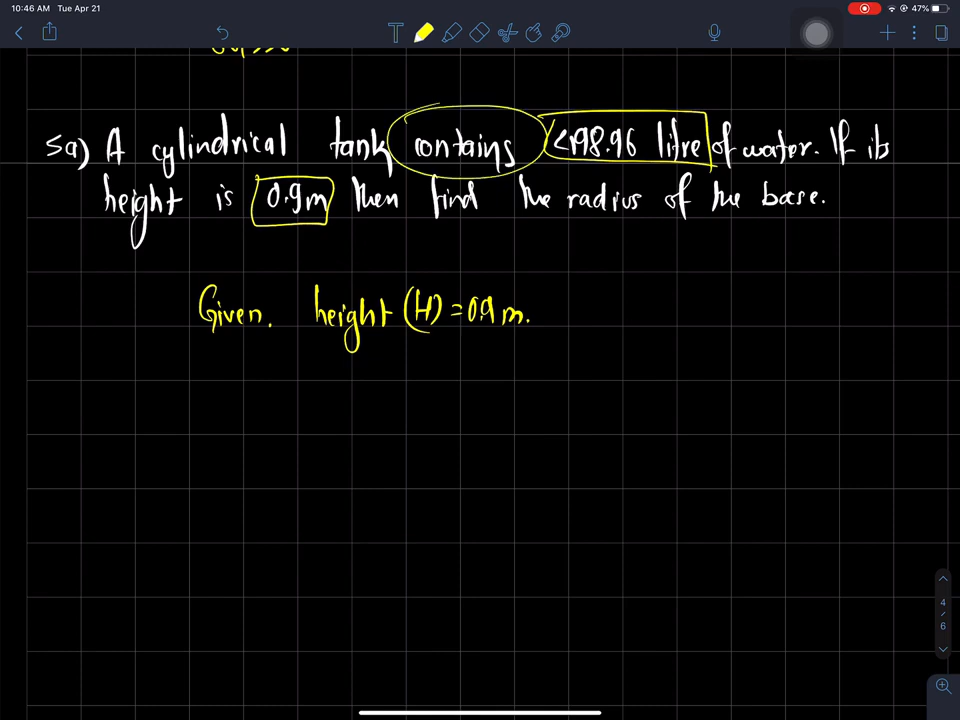 10:46 AM Tue Apr 21
47%
5a) A cylindrical tank contains 498.96 litre of water. If its
height is 0.9m then find the radius of the base.
Given. height (H) = 0.9 m.
4
6